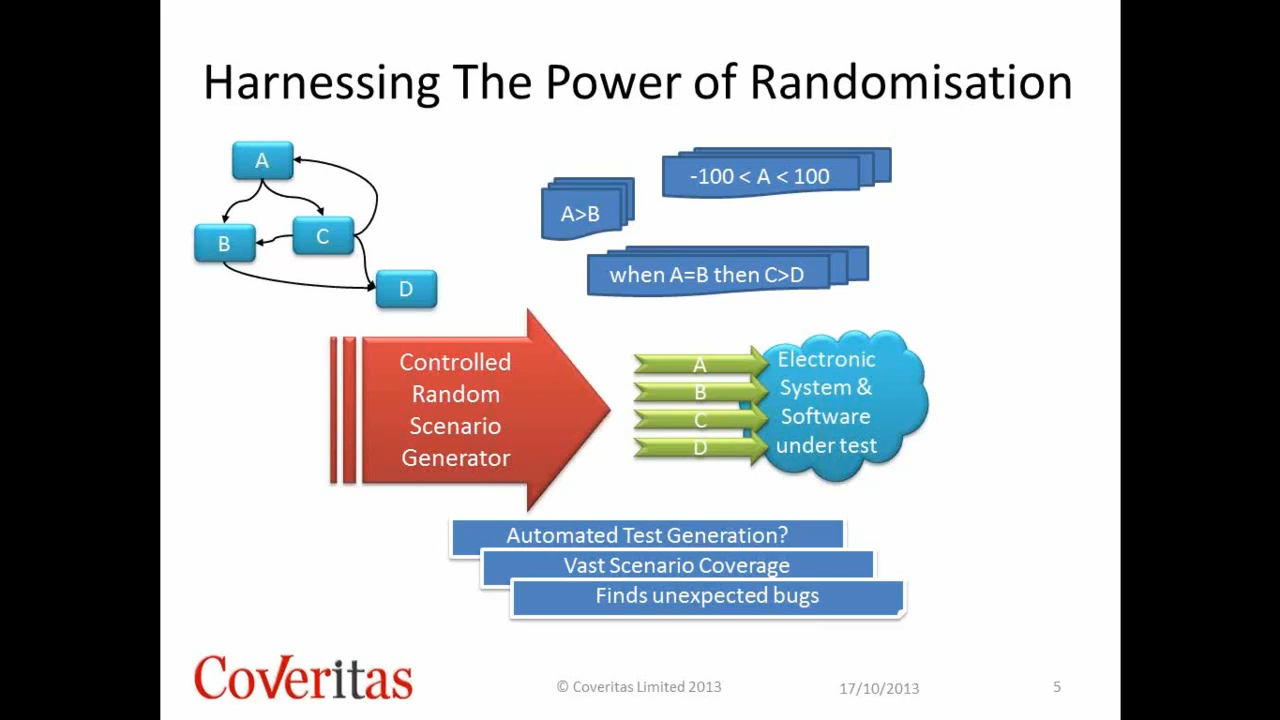 Harnessing The Power of Randomisation
A
B
C
D
-100 < A < 100
A>B
when A=B then C>D
Controlled
Random
Scenario
Generator
A
B
C
D
Electronic
System &
Software
under test
Automated Test Generation?
Vast Scenario Coverage
Finds unexpected bugs
CoVeritas
© Coveritas Limited 2013
17/10/2013
5